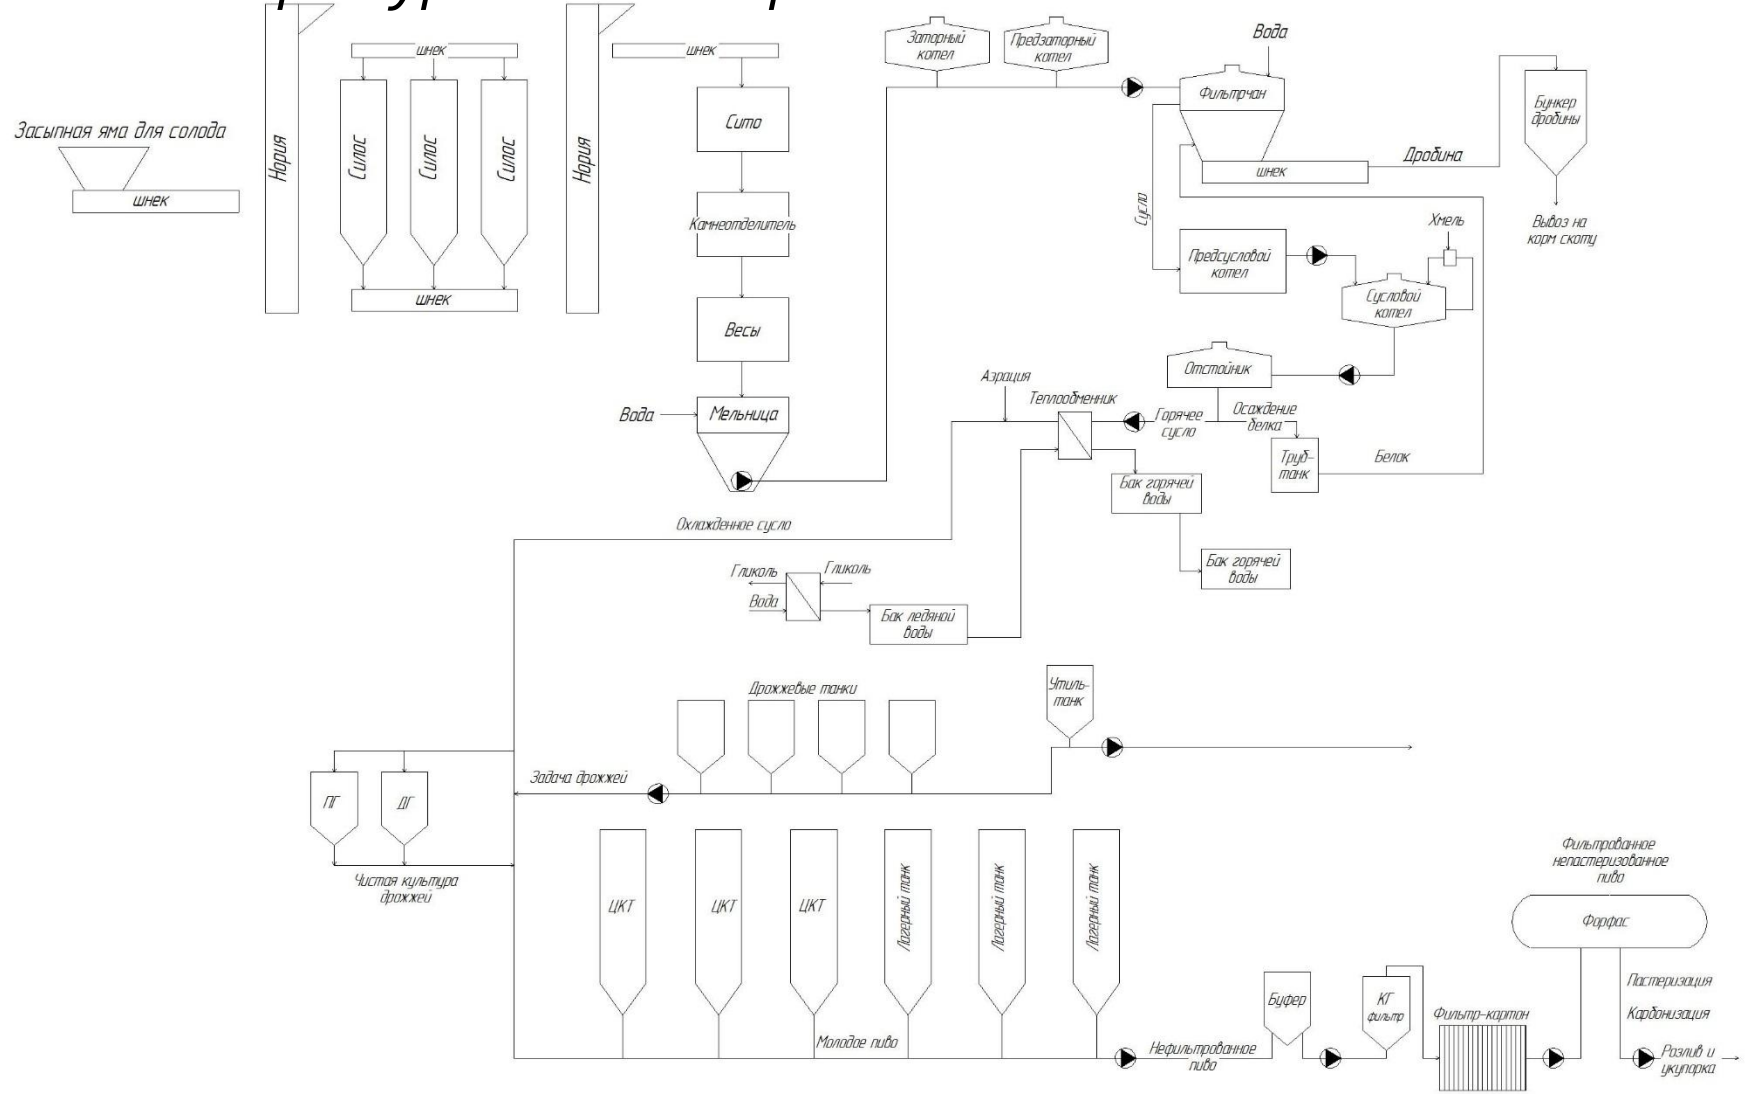 шнек
шнек
Засыпная яма для солода
шнек
Нория
Силос
Силос
Силос
шнек
Нория
Сито
Камнеотделитель
Весы
Вода
Мельница
Заторный
котел
Предзаторный
котел
Вода
Фильтрчан
шнек
Дробина
Бункер
дробины
Вывоз на
корм скоту
Сусло
Предсусловой
котел
Хмель
Сусловой
котел
Отстойник
Аэрация
Теплообменник
Горячее
сусло
Осаждение
белка
Труб-
танк
Белок
Бак горячей
воды
Бак горячей
воды
Охлажденное сусло
Гликоль
Гликоль
Вода
Бак ледяной
воды
Дрожжевые танки
Утиль-
танк
Задача дрожжей
ПГ
ДГ
Чистая культура
дрожжей
ЦКТ
ЦКТ
ЦКТ
Лагерный танк
Лагерный танк
Лагерный танк
Молодое пиво
Нефильтрованное
пиво
Буфер
КГ
фильтр
Фильтр-картон
Фильтрованное
непастеризованное
пиво
Форфас
Пастеризация
Карбонизация
Розлив и
укупорка